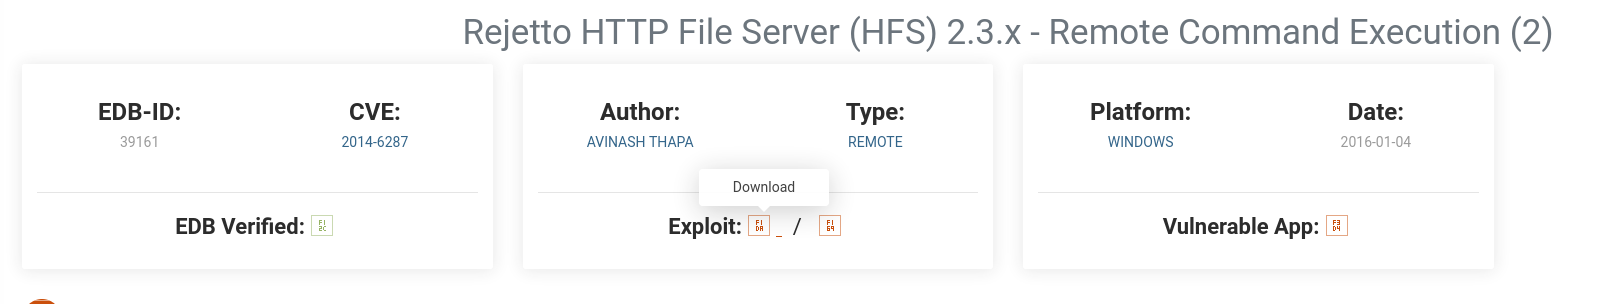 Rejetto HTTP File Server (HFS) 2.3.x - Remote Command Execution (2)
EDB-ID:
39161
CVE:
2014-6287
EDB Verified:
Author:
AVINASH THAPA
Type:
REMOTE
Download
Exploit: /
Platform:
WINDOWS
Date:
2016-01-04
Vulnerable App: